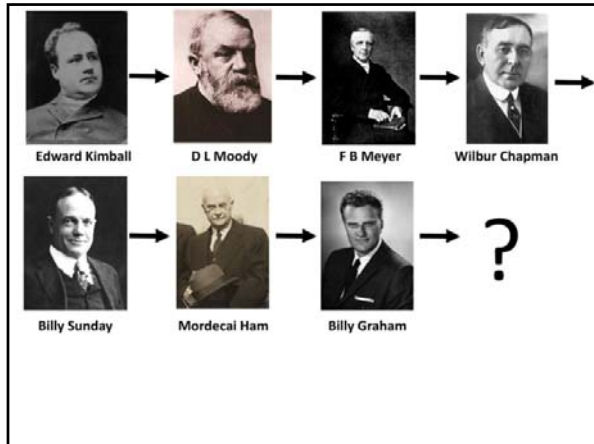 Edward Kimball
D L Moody
F B Meyer
Wilbur Chapman
?
Billy Sunday
Mordecai Ham
Billy Graham